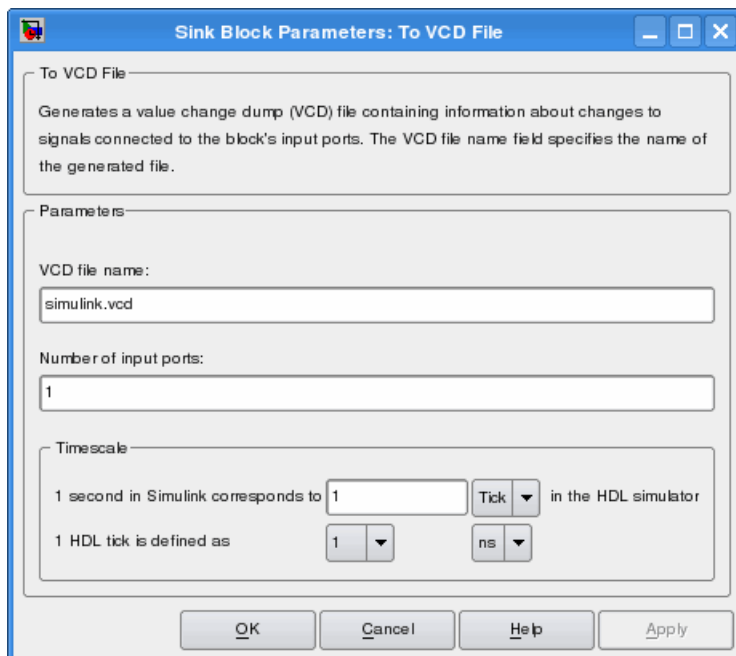 Sink Block Parameters: To VCD File
To VCD File
Generates a value change dump (VCD) file containing information about changes to
signals connected to the block's input ports. The VCD file name field specifies the name of
the generated file.
Parameters
VCD file name:
simulink.vcd
Number of input ports:
1
Timescale
1 second in Simulink corresponds to 1 Tick in the HDL simulator
1 HDL tick is defined as 1 ns
OK Cancel Help Apply